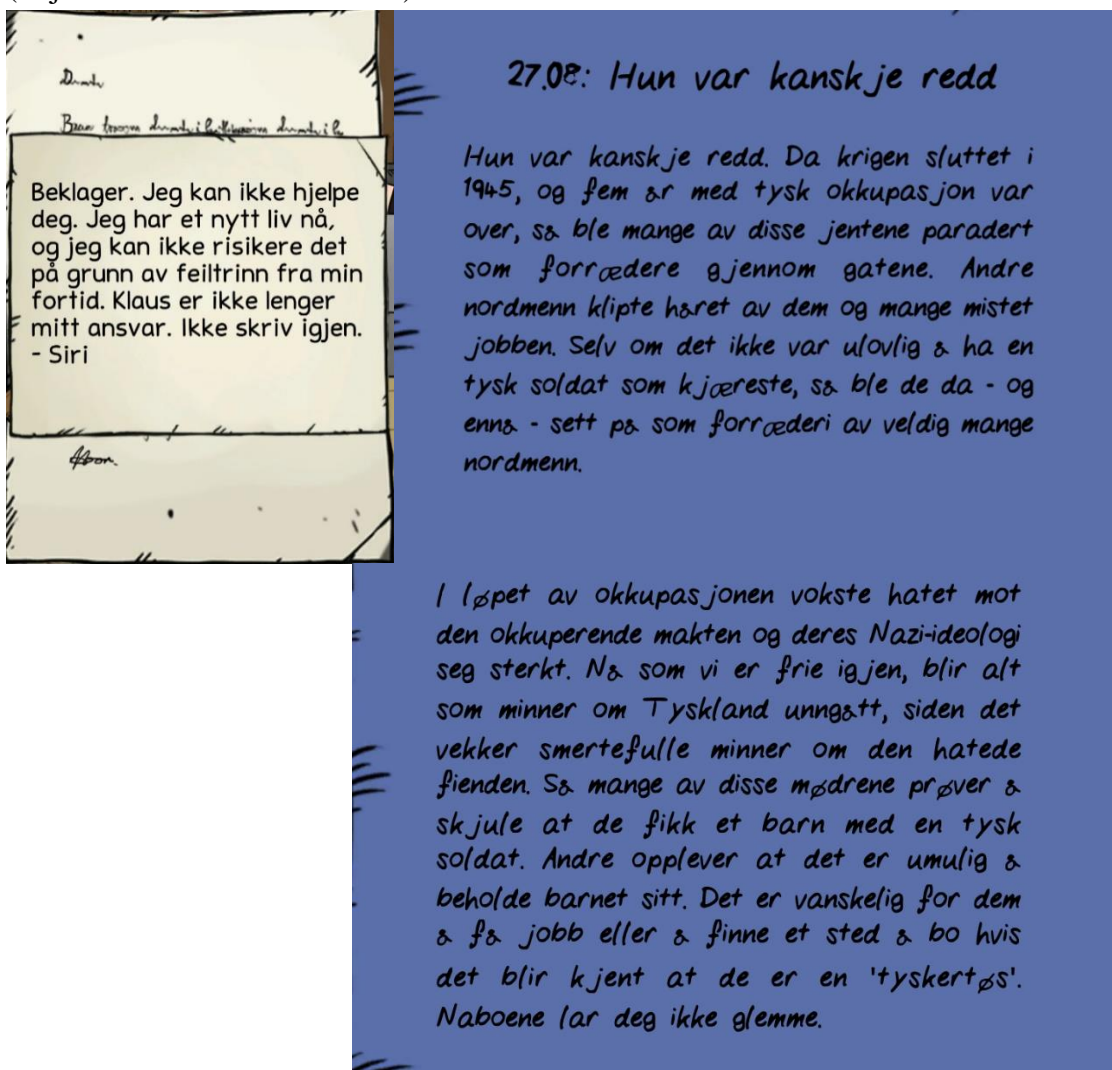 Beklager. Jeg kan ikke hjelpe
deg. Jeg har et nytt liv nå,
og jeg kan ikke risikere det
på grunn av feiltrinn fra min
fortid. Klaus er ikke lenger
mitt ansvar. Ikke skriv igjen.
- Siri
27.08: Hun var kanskje redd
Hun var kanskje redd. Da krigen sluttet i
1945, og fem år med tysk okkupasjon var
over, så ble mange av disse jentene paradert
som forrædere gjennom gatene. Andre
nordmenn klipte håret av dem og mange mistet
jobben. Selv om det ikke var ulovlig å ha en
tysk soldat som kjæreste, så ble de da - og
ennå - sett på som forræderi av veldig mange
nordmenn.
I løpet av okkupasjonen vokste hatet mot
den okkuperende makten og deres Nazi-ideologi
seg sterkt. Nå som vi er frie igjen, blir alt
som minner om Tyskland unngått, siden det
vekker smertefulle minner om den hatede
fienden. Så mange av disse mødrene prøver å
skjule at de fikk et barn med en tysk
soldat. Andre opplever at det er umulig å
beholde barnet sitt. Det er vanskelig for dem
å få jobb eller å finne et sted å bo hvis
det blir kjent at de er en 'tyskertøs'.
Naboene lar deg ikke glemme.